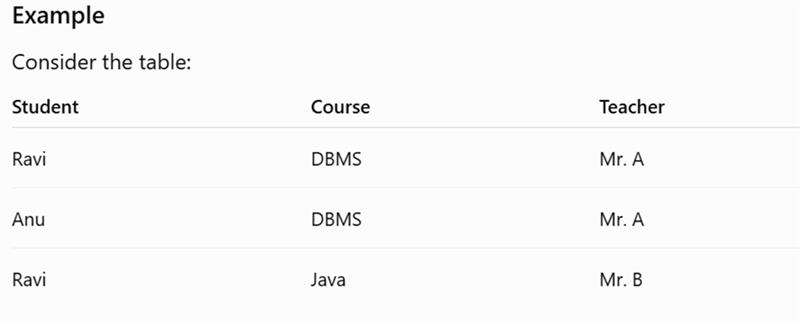 Example
Consider the table:
Student Course Teacher
Ravi DBMS Mr. A
Anu DBMS Mr. A
Ravi Java Mr. B